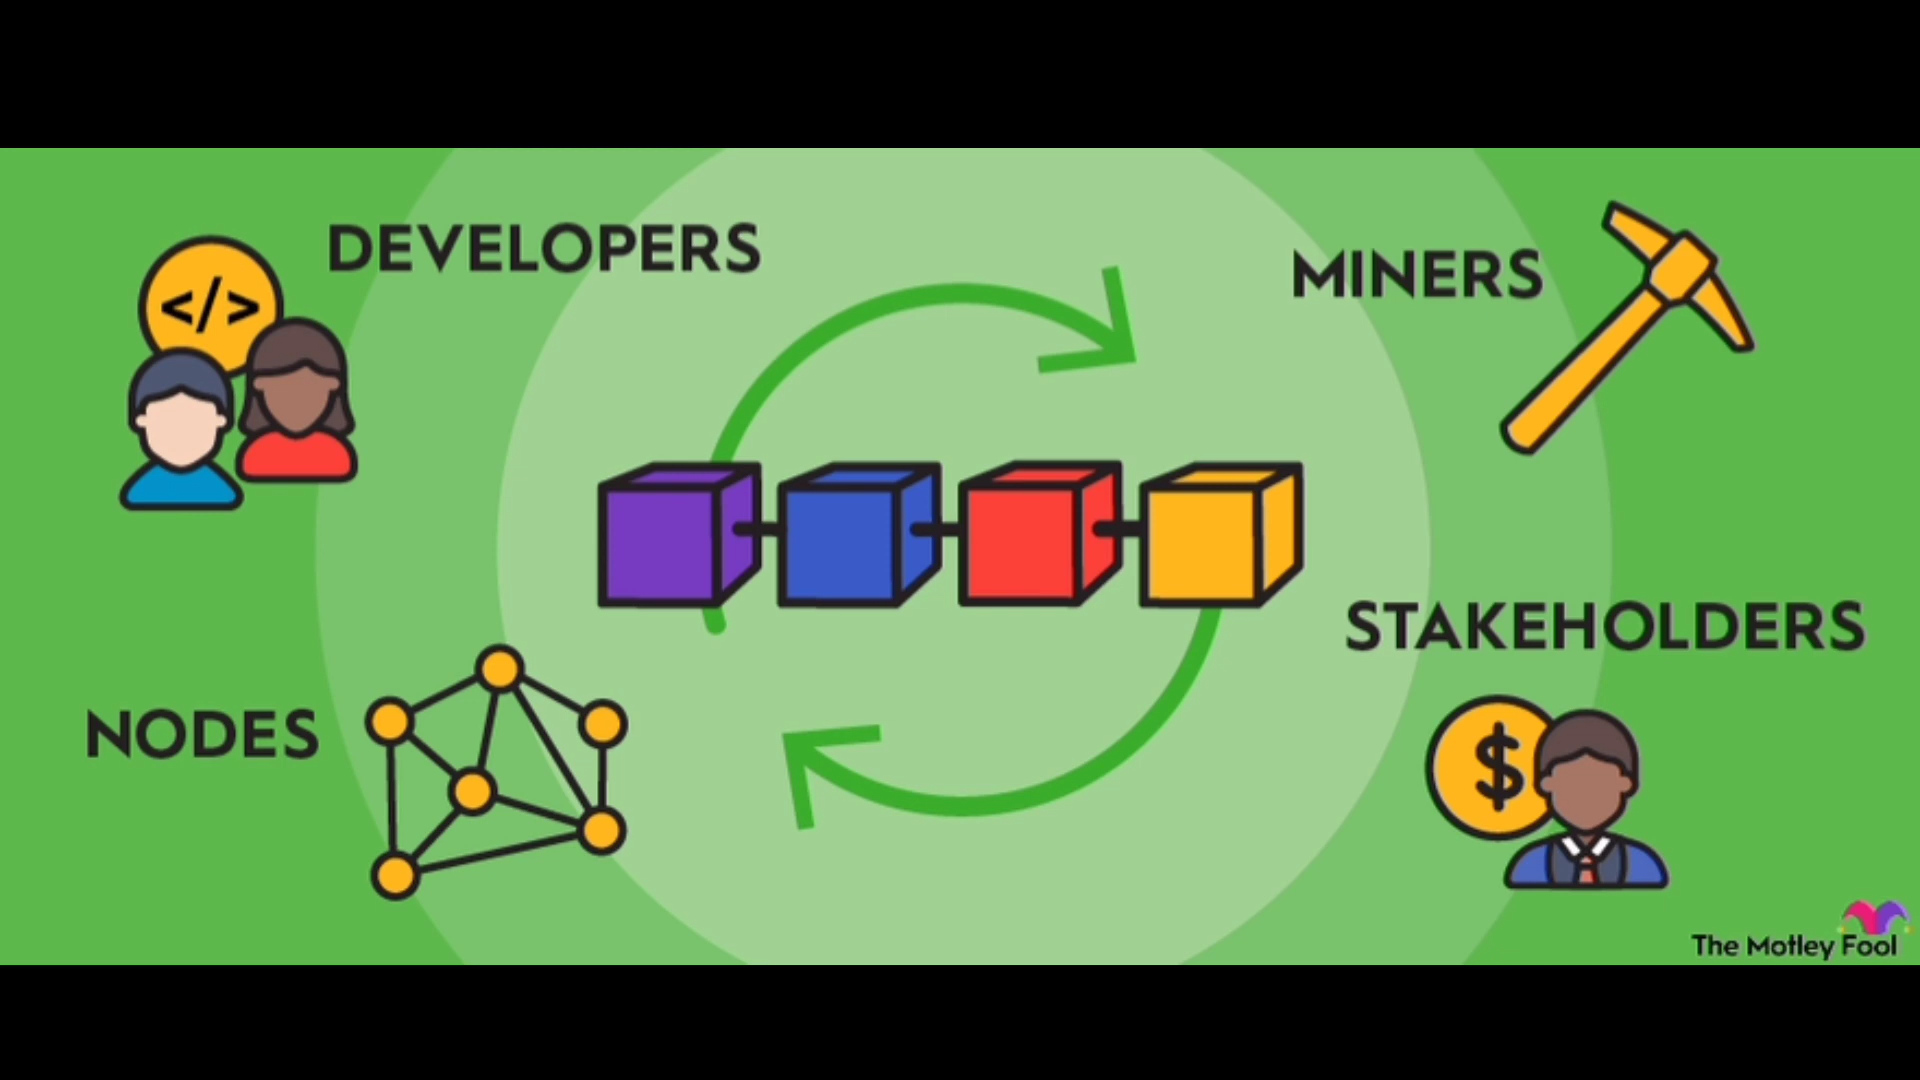 DEVELOPERS
</>
MINERS
NODES
STAKEHOLDERS
$
The Motley Fool